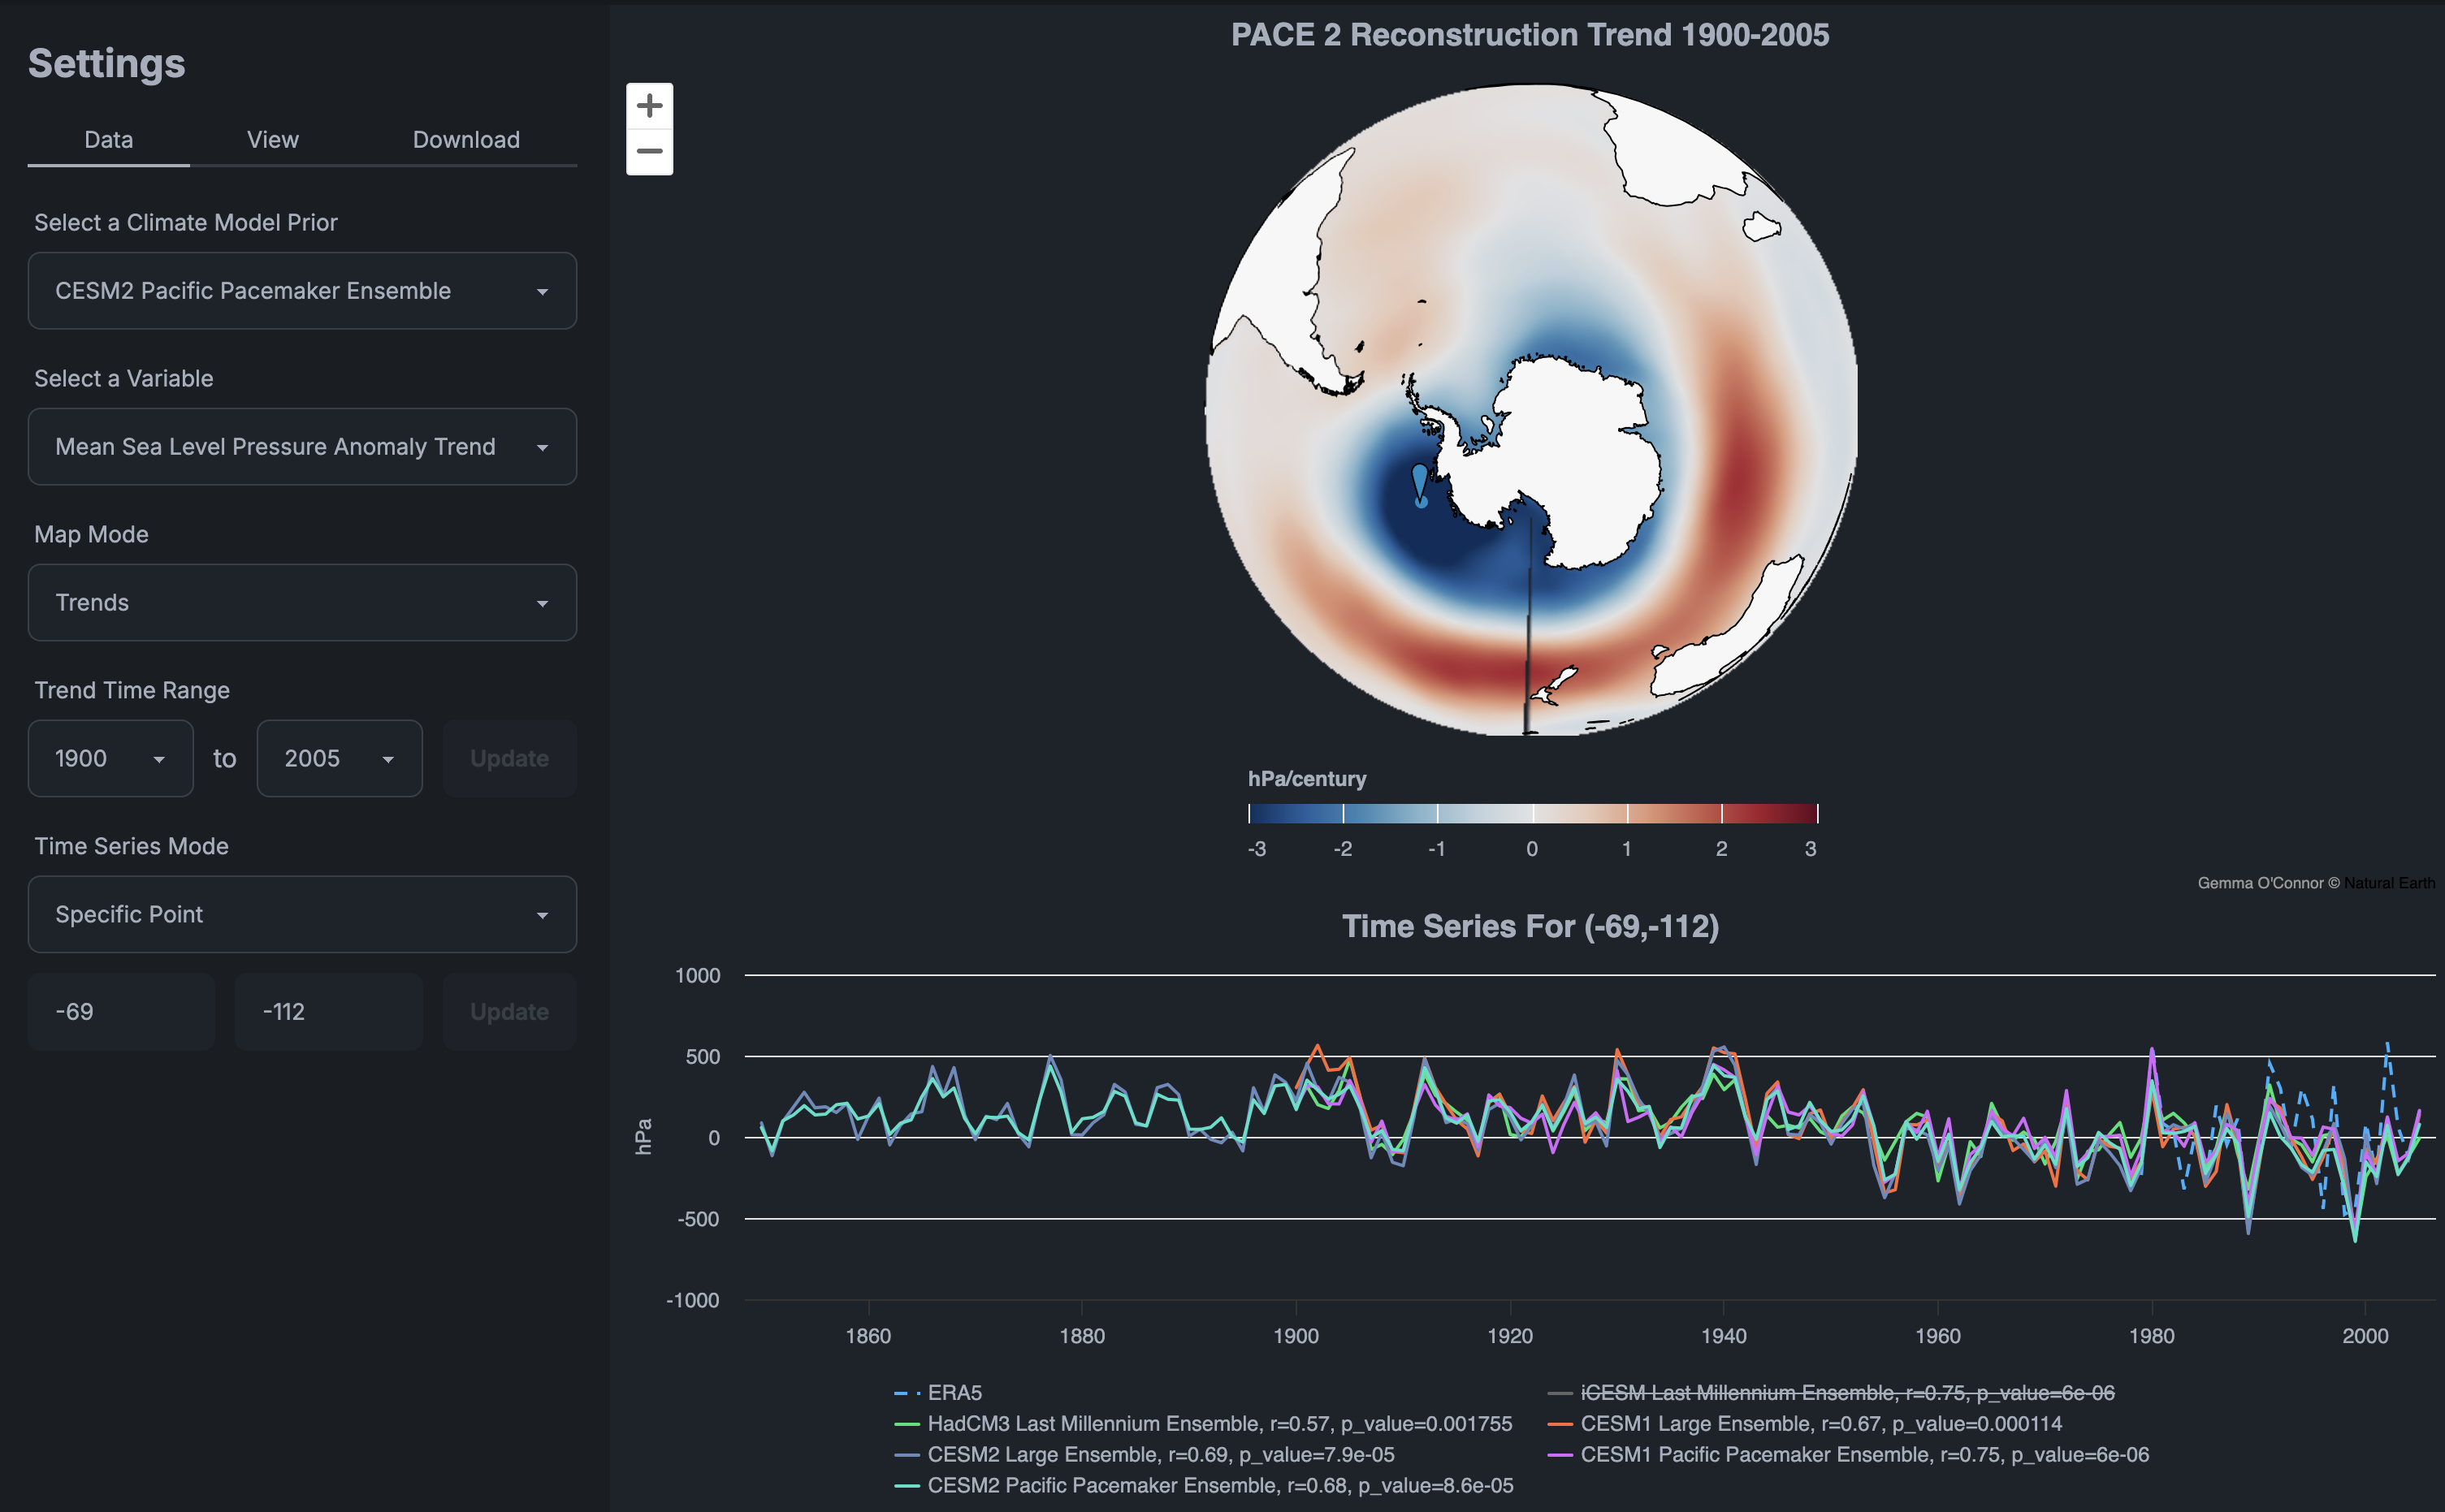 Settings
Data View Download
Select a Climate Model Prior
CESM2 Pacific Pacemaker Ensemble
Select a Variable
Mean Sea Level Pressure Anomaly Trend
Map Mode
Trends
Trend Time Range
1900 to 2005 Update
Time Series Mode
Specific Point
-69 -112 Update
PACE 2 Reconstruction Trend 1900-2005
+
−
hPa/century
-3 -2 -1 0 1 2 3
Gemma O'Connor © Natural Earth
Time Series For (-69,-112)
hPa
1000
500
0
-500
-1000
1860 1880 1900 1920 1940 1960 1980 2000
ERA5
iCESM Last Millennium Ensemble, r=0.75, p_value=6e-06
HadCM3 Last Millennium Ensemble, r=0.57, p_value=0.001755
CESM1 Large Ensemble, r=0.67, p_value=0.000114
CESM2 Large Ensemble, r=0.69, p_value=7.9e-05
CESM1 Pacific Pacemaker Ensemble, r=0.75, p_value=6e-06
CESM2 Pacific Pacemaker Ensemble, r=0.68, p_value=8.6e-05